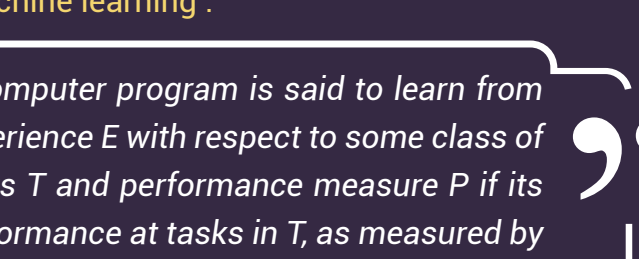 chine learning .
omputer program is said to learn from
erience E with respect to some class of
s T and performance measure P if its
ormance at tasks in T, as measured by